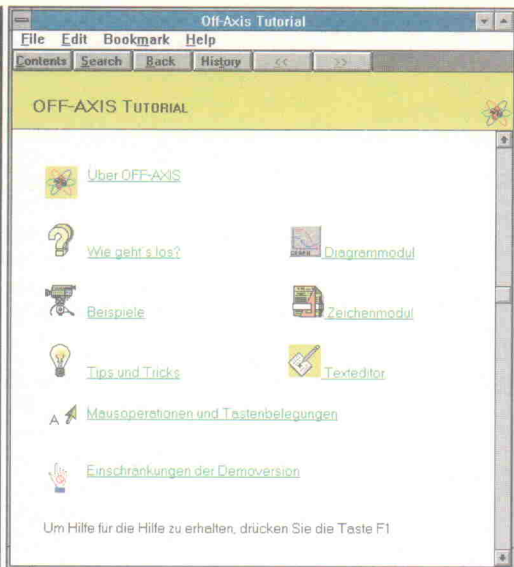 Off-Axis Tutorial
File Edit Bookmark Help
Contents Search Back History << >>
OFF-AXIS TUTORIAL
Über OFF-AXIS
Wie geht's los?
Diagrammodul
Beispiele
Zeichenmodul
Tips und Tricks
Texteditor
A
Mausoperationen und Tastenbelegungen
Einschränkungen der Demoversion
Um Hilfe für die Hilfe zu erhalten, drücken Sie die Taste F1